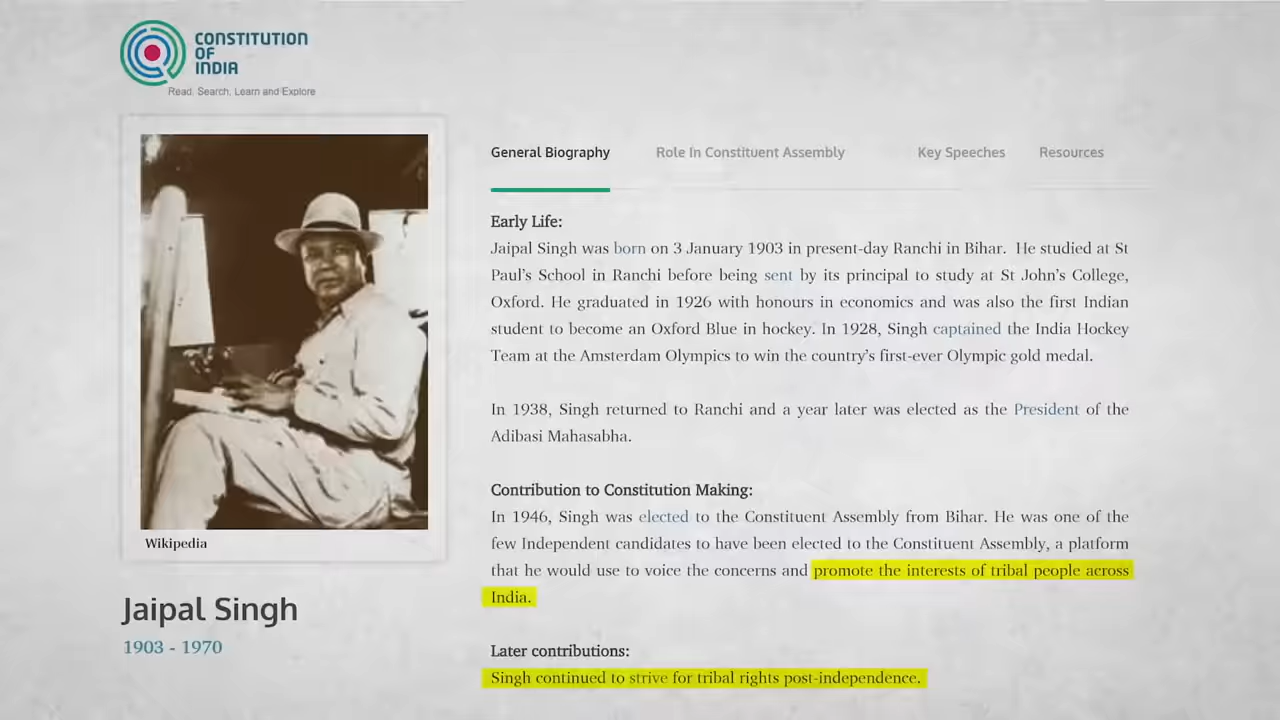 CONSTITUTION
OF
INDIA
Read, Search, Learn and Explore
General Biography
Role In Constituent Assembly
Key Speeches
Resources
Early Life:
Jaipal Singh was born on 3 January 1903 in present-day Ranchi in Bihar. He studied at St
Paul's School in Ranchi before being sent by its principal to study at St John's College,
Oxford. He graduated in 1926 with honours in economics and was also the first Indian
student to become an Oxford Blue in hockey. In 1928, Singh captained the India Hockey
Team at the Amsterdam Olympics to win the country's first-ever Olympic gold medal.
In 1938, Singh returned to Ranchi and a year later was elected as the President of the
Adibasi Mahasabha.
Contribution to Constitution Making:
In 1946, Singh was elected to the Constituent Assembly from Bihar. He was one of the
few Independent candidates to have been elected to the Constituent Assembly, a platform
that he would use to voice the concerns and promote the interests of tribal people across
India.
Later contributions:
Singh continued to strive for tribal rights post-independence.
Wikipedia
Jaipal Singh
1903 - 1970